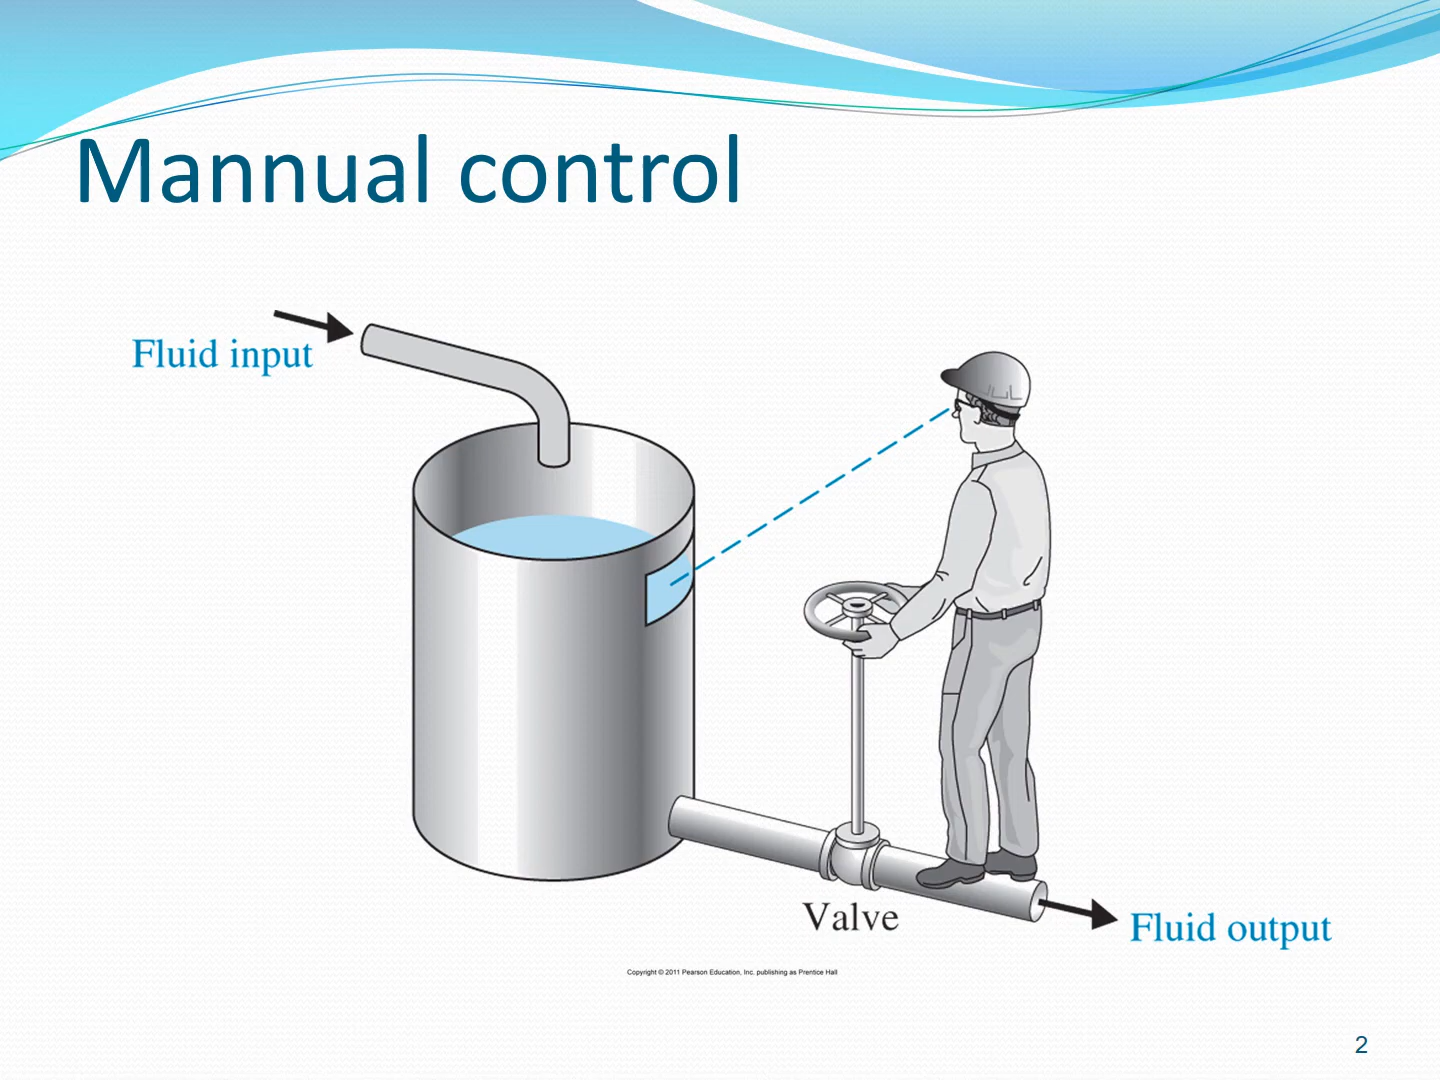 Mannual control
Fluid input
Valve
Fluid output
Copyright © 2011 Pearson Education, Inc. publishing as Prentice Hall
2